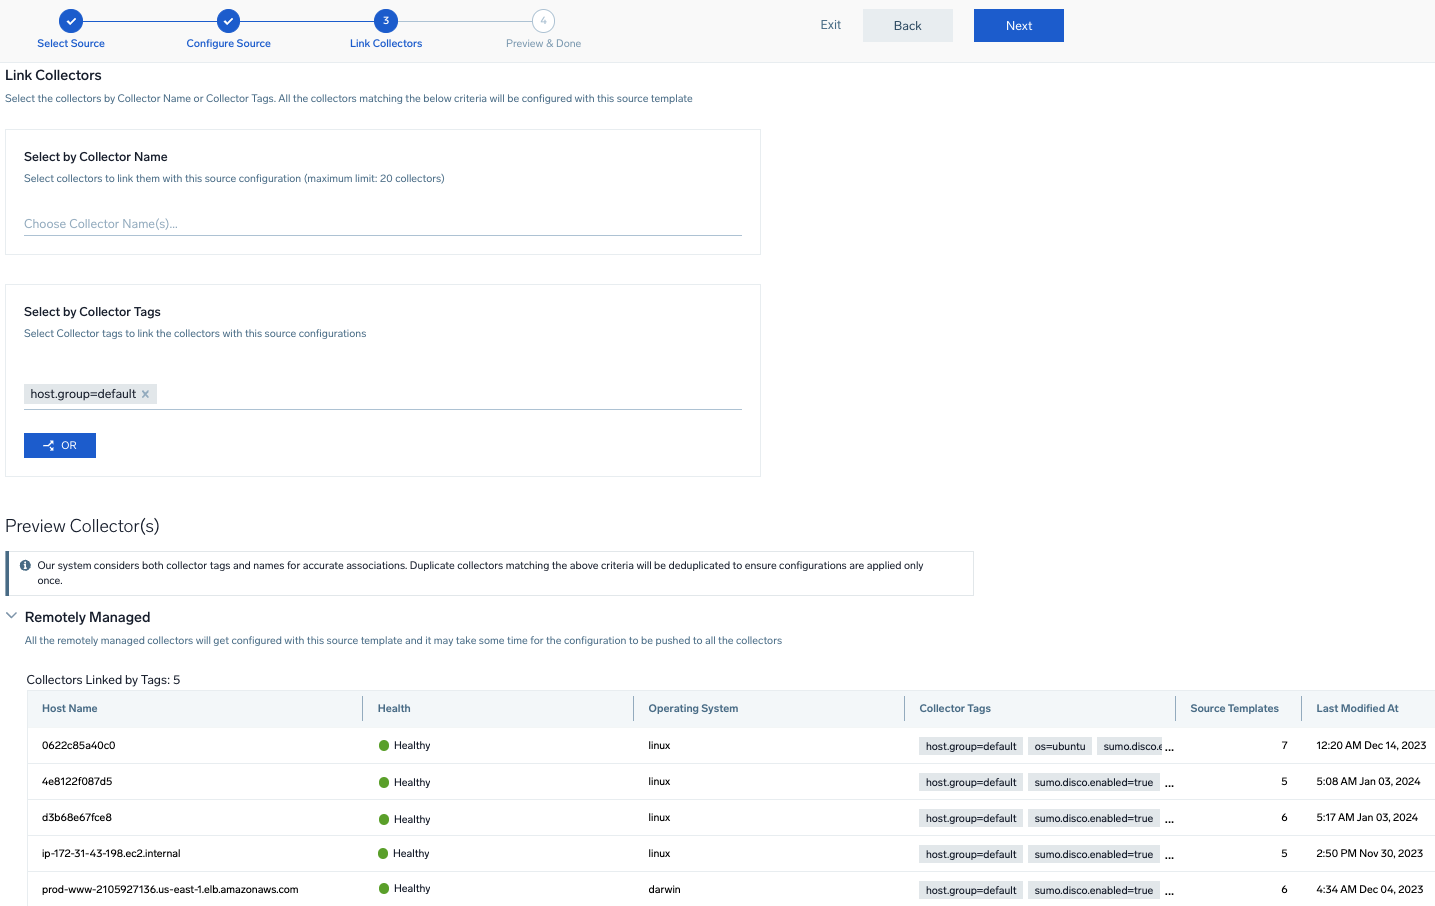 3
4
Select Source
Configure Source
Link Collectors
Preview & Done
Exit
Back
Next
Link Collectors
Select the collectors by Collector Name or Collector Tags. All the collectors matching the below criteria will be configured with this source template
Select by Collector Name
Select collectors to link them with this source configuration (maximum limit: 20 collectors)
Choose Collector Name(s)...
Select by Collector Tags
Select Collector tags to link the collectors with this source configurations
host.group=default
OR
Preview Collector(s)
Our system considers both collector tags and names for accurate associations. Duplicate collectors matching the above criteria will be deduplicated to ensure configurations are applied only
once.
Remotely Managed
All the remotely managed collectors will get configured with this source template and it may take some time for the configuration to be pushed to all the collectors
Collectors Linked by Tags: 5
Host Name Health Operating System Collector Tags Source Templates Last Modified At
0622c85a40c0 Healthy linux host.group=default os=ubuntu sumo.disco.e ... 7 12:20 AM Dec 14, 2023
4e8122f087d5 Healthy linux host.group=default sumo.disco.enabled=true ... 5 5:08 AM Jan 03, 2024
d3b68e67fce8 Healthy linux host.group=default sumo.disco.enabled=true ... 6 5:17 AM Jan 03, 2024
ip-172-31-43-198.ec2.internal Healthy linux host.group=default sumo.disco.enabled=true ... 5 2:50 PM Nov 30, 2023
prod-www-2105927136.us-east-1.elb.amazonaws.com Healthy darwin host.group=default sumo.disco.enabled=true ... 6 4:34 AM Dec 04, 2023